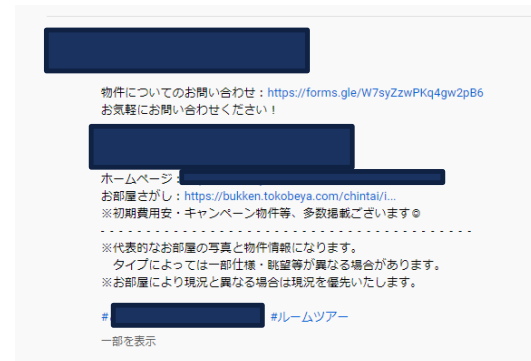 物件についてのお問い合わせ：https://forms.gle/W7syZzwPKq4gw2pB6
お気軽にお問い合わせください！
ホームページ：
お部屋さがし：https://bukken.tokobeya.com/chintai/i...
※初期費用安・キャンペーン物件等、多数掲載ございます☺
- - - - - - - - - - - - - - - - - - - - - - - - - - - - - - - - - - - - - - - - - - - - - - - -
※代表的なお部屋の写真と物件情報になります。
タイプによっては一部仕様・眺望等が異なる場合があります。
※お部屋により現況と異なる場合は現況を優先いたします。
# #ルームツアー
一部を表示